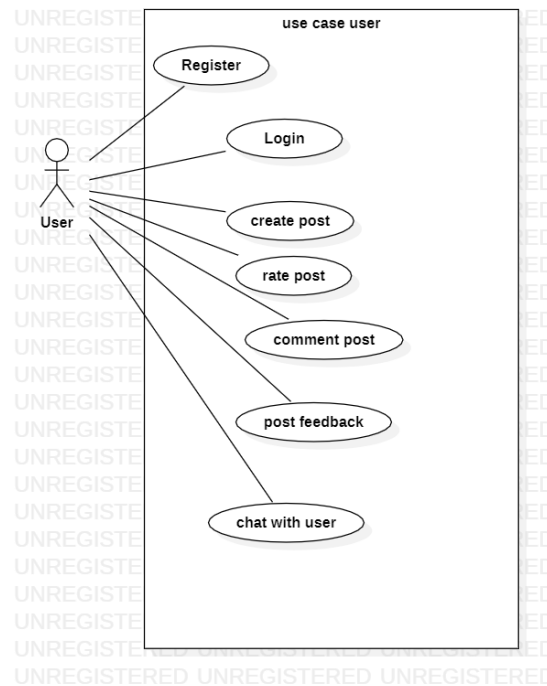 use case user
Register
Login
User
create post
rate post
comment post
post feedback
chat with user
UNREGISTERED UNREGISTERED UNREGISTERED